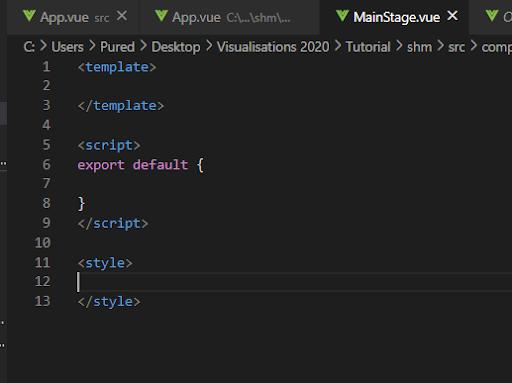 App.vue src App.vue C:\...\shm\... MainStage.vue
C: > Users > Pured > Desktop > Visualisations 2020 > Tutorial > shm > src > comp
1 <template>
2
3 </template>
4
5 <script>
6 export default {
7
8 }
9 </script>
10
11 <style>
12
13 </style>